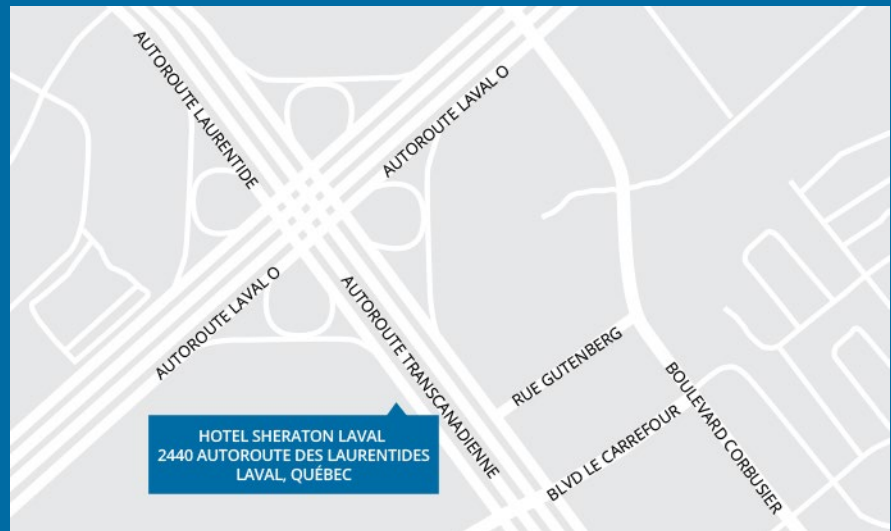 AUTOROUTE LAURENTIDE
AUTOROUTE LAVAL O
AUTOROUTE LAVAL O
AUTOROUTE TRANSCANADIENNE
RUE GUTENBERG
BOULEVARD CORBUSIER
BLVD LE CARREFOUR
HOTEL SHERATON LAVAL
2440 AUTOROUTE DES LAURENTIDES
LAVAL, QUÉBEC